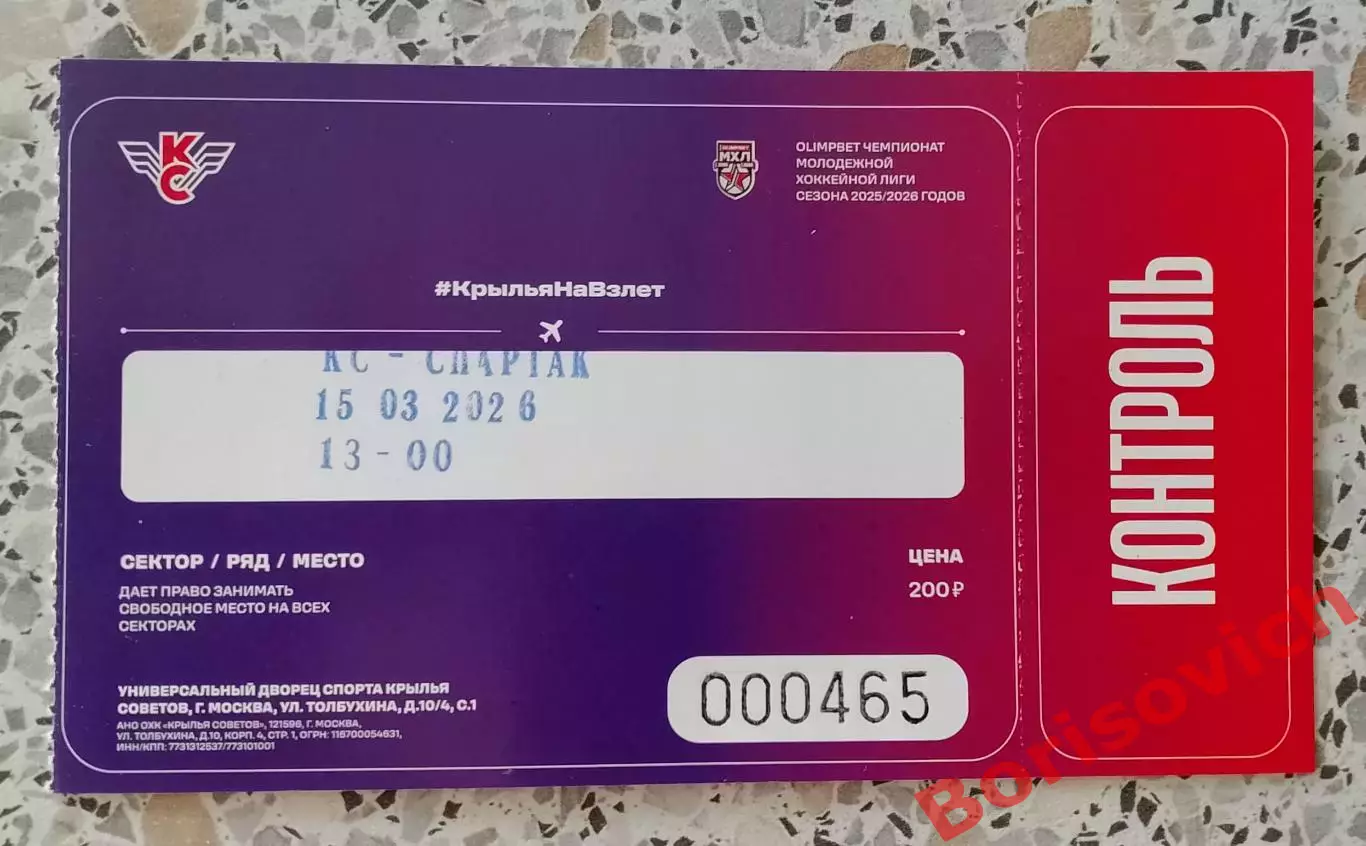 КС
OLIMPBET
МХЛ
OLIMPBET ЧЕМПИОНАТ
МОЛОДЕЖНОЙ
ХОККЕЙНОЙ ЛИГИ
СЕЗОНА 2025/2026 ГОДОВ
#КрыльяНаВзлет
КС - СПАРТАК
15 03 2026
13-00
СЕКТОР / РЯД / МЕСТО
ДАЕТ ПРАВО ЗАНИМАТЬ
СВОБОДНОЕ МЕСТО НА ВСЕХ
СЕКТОРАХ
ЦЕНА
200₽
УНИВЕРСАЛЬНЫЙ ДВОРЕЦ СПОРТА КРЫЛЬЯ
СОВЕТОВ, Г. МОСКВА, УЛ. ТОЛБУХИНА, Д.10/4, С.1
АНО ОХК «КРЫЛЬЯ СОВЕТОВ», 121596, Г. МОСКВА,
УЛ. ТОЛБУХИНА, Д.10, КОРП. 4, СТР. 1, ОГРН: 116700054631,
ИНН/КПП: 7731312537/773101001
000465
КОНТРОЛЬ
Borisovich